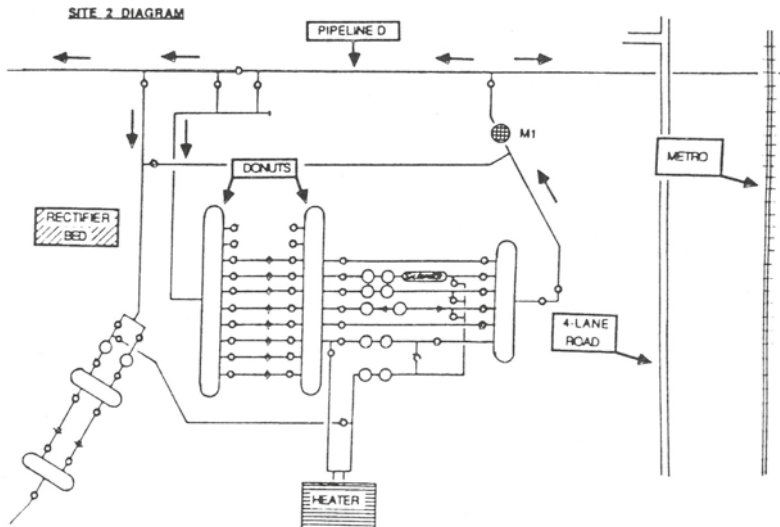 SITE 2 DIAGRAM
PIPELINE D
M1
METRO
DONUTS
RECTIFIER
BED
4-LANE
ROAD
HEATER